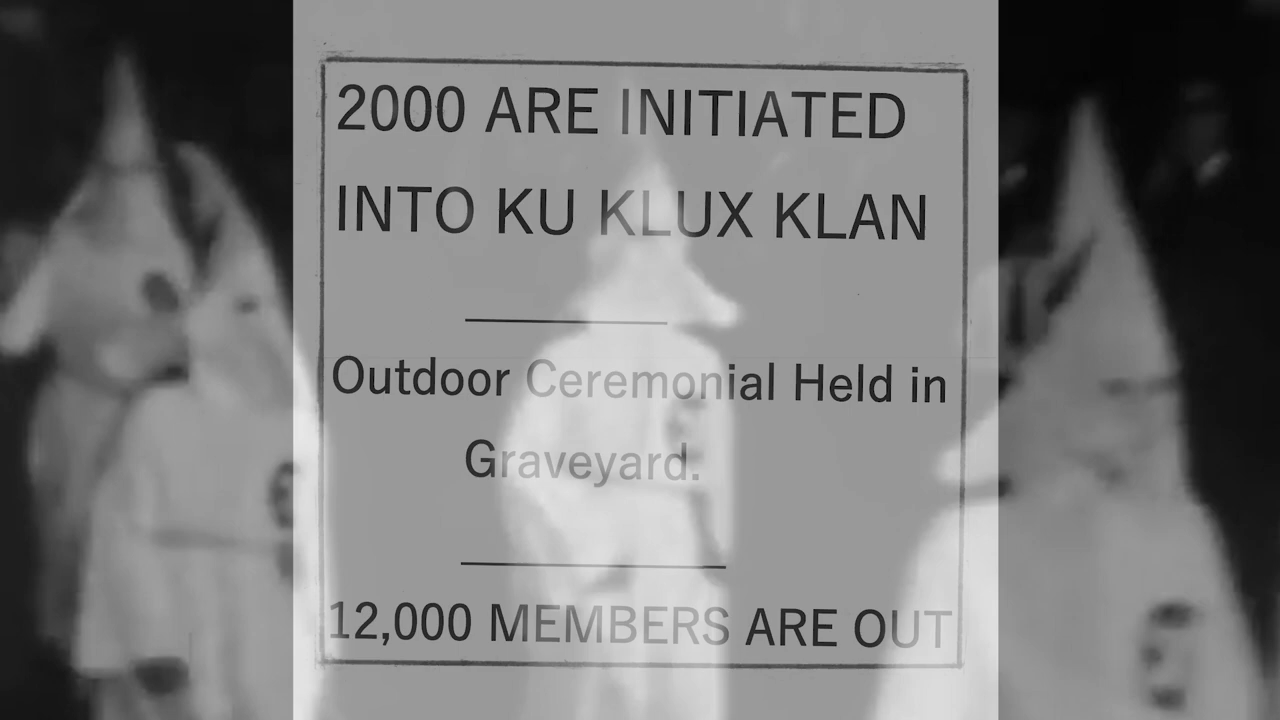 2000 ARE INITIATED
INTO KU KLUX KLAN
Outdoor Ceremonial Held in
Graveyard.
12,000 MEMBERS ARE OUT